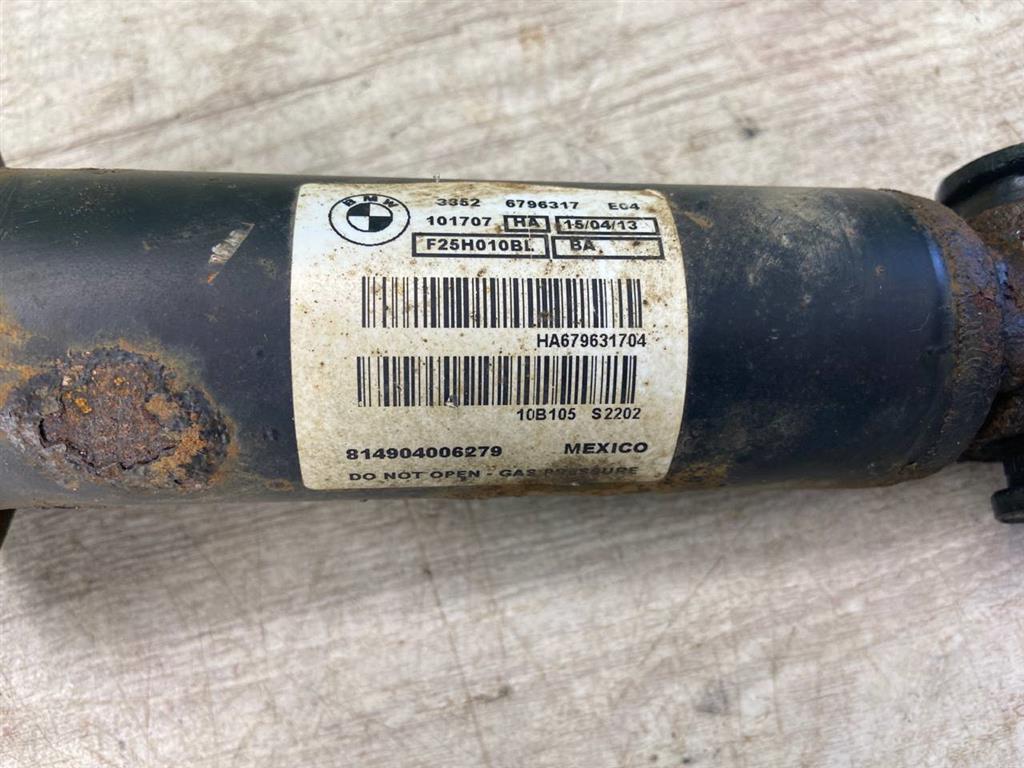 BMW
3352 6796317 E04
101707 HA 15/04/13
F25H010BL BA
HA679631704
10B105 S2202
814904006279 MEXICO
DO NOT OPEN - GAS PRESSURE